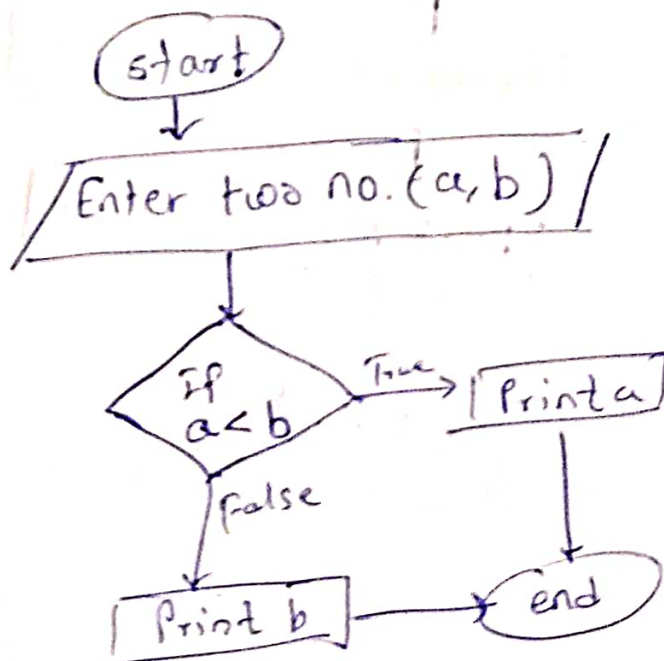 start
Enter two no. (a, b)
If
a < b
True
Print a
False
Print b
end